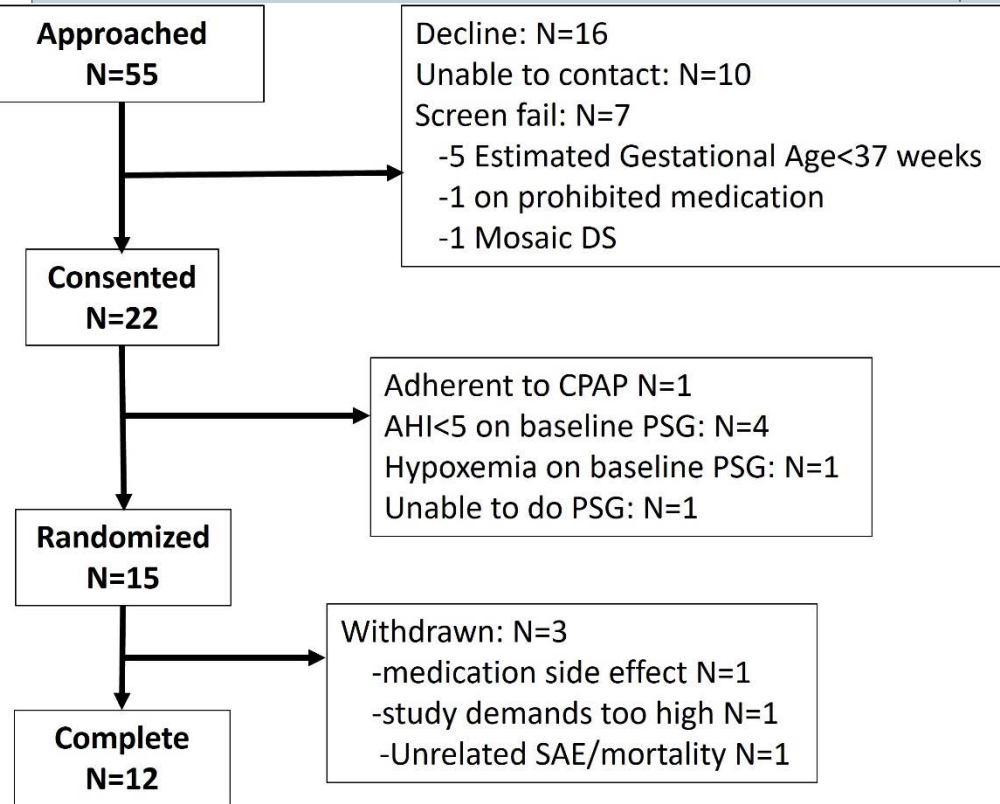 Approached
N=55
Decline: N=16
Unable to contact: N=10
Screen fail: N=7
-5 Estimated Gestational Age<37 weeks
-1 on prohibited medication
-1 Mosaic DS
Consented
N=22
Adherent to CPAP N=1
AHI<5 on baseline PSG: N=4
Hypoxemia on baseline PSG: N=1
Unable to do PSG: N=1
Randomized
N=15
Withdrawn: N=3
-medication side effect N=1
-study demands too high N=1
-Unrelated SAE/mortality N=1
Complete
N=12